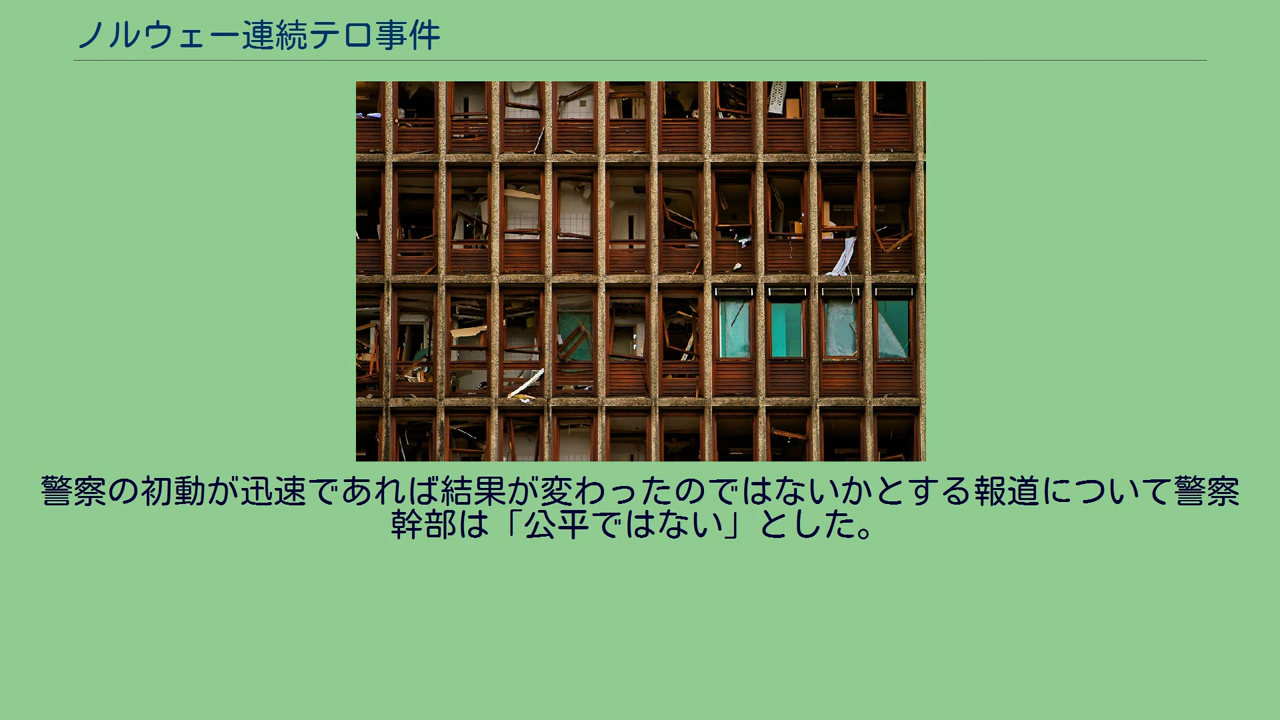 ノルウェー連続テロ事件
警察の初動が迅速であれば結果が変わったのではないかとする報道について警察
幹部は「公平ではない」とした。